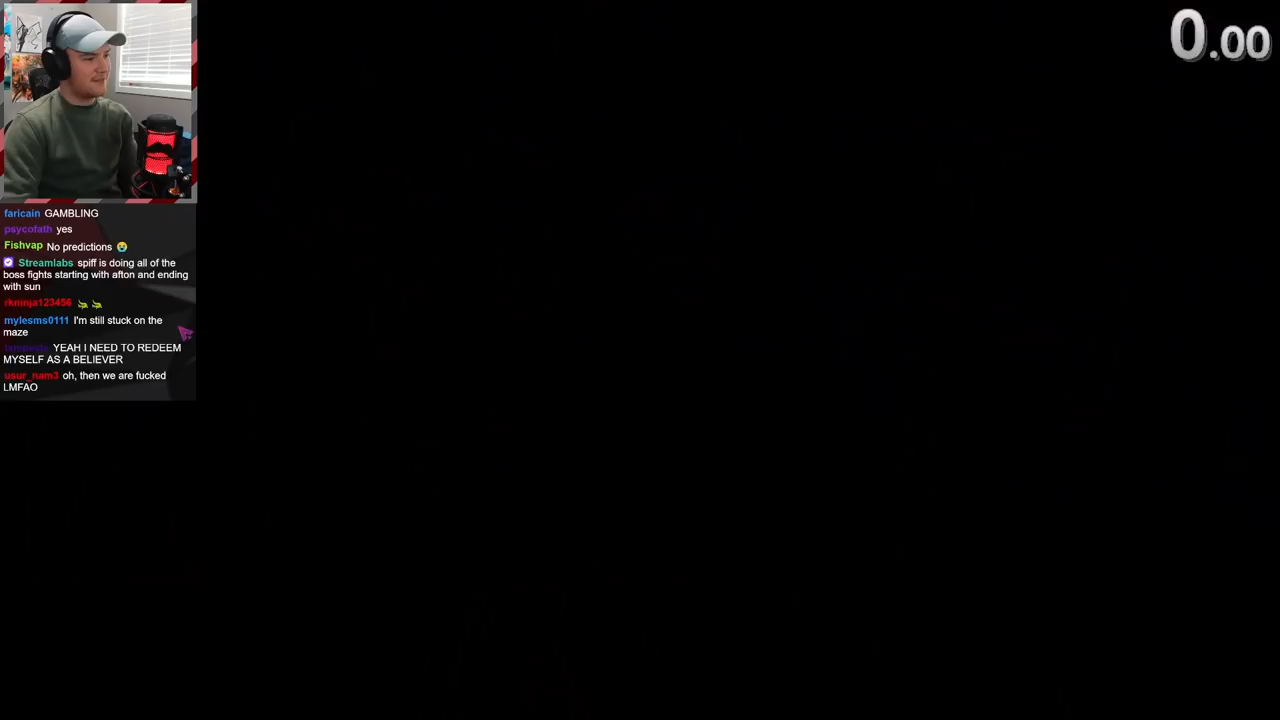 0.00
faricain GAMBLING
psycofath yes
Fishvap No predictions 😭
Streamlabs spiff is doing all of the
boss fights starting with afton and ending
with sun
rkninja123456
mylesms0111 I'm still stuck on the
maze
YEAH I NEED TO REDEEM
MYSELF AS A BELIEVER
usur_nam3 oh, then we are fucked
LMFAO